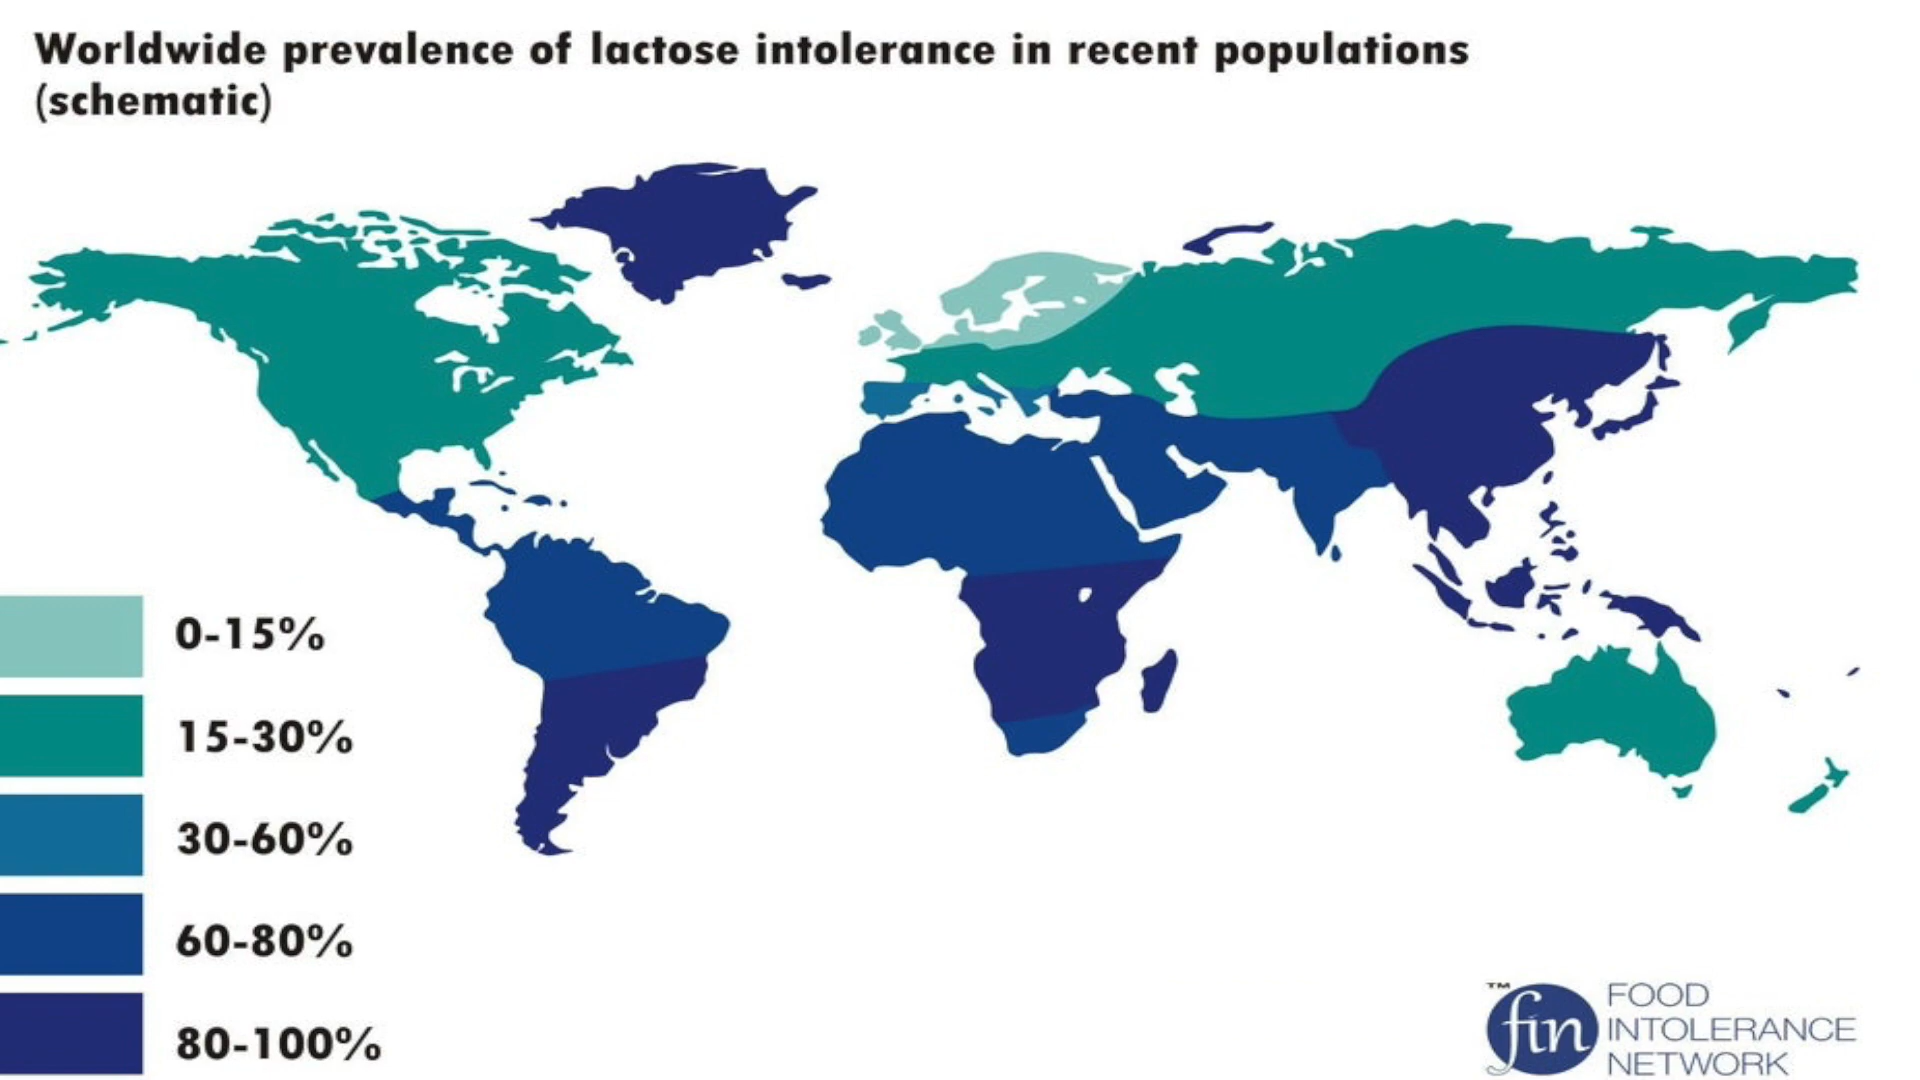 Worldwide prevalence of lactose intolerance in recent populations
(schematic)
0-15%
15-30%
30-60%
60-80%
80-100%
™
fin
FOOD
INTOLERANCE
NETWORK